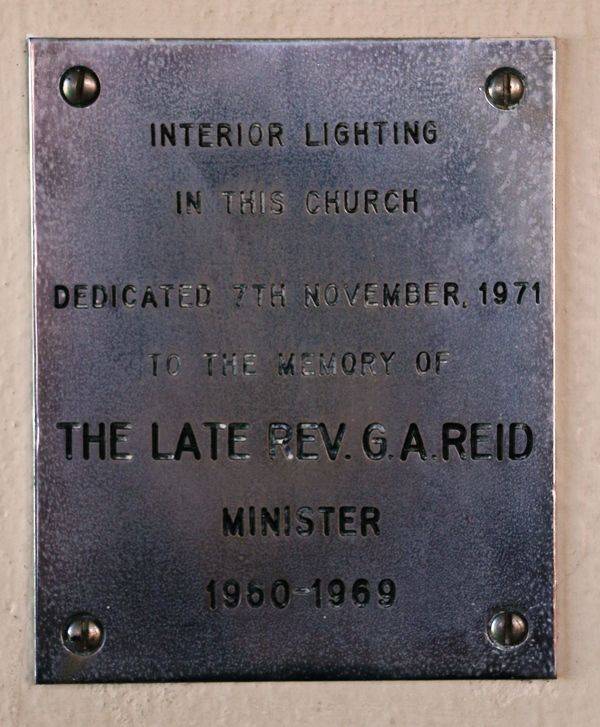 INTERIOR LIGHTING
IN THIS CHURCH
DEDICATED 7TH NOVEMBER, 1971
TO THE MEMORY OF
THE LATE REV. G.A.REID
MINISTER
1960-1969